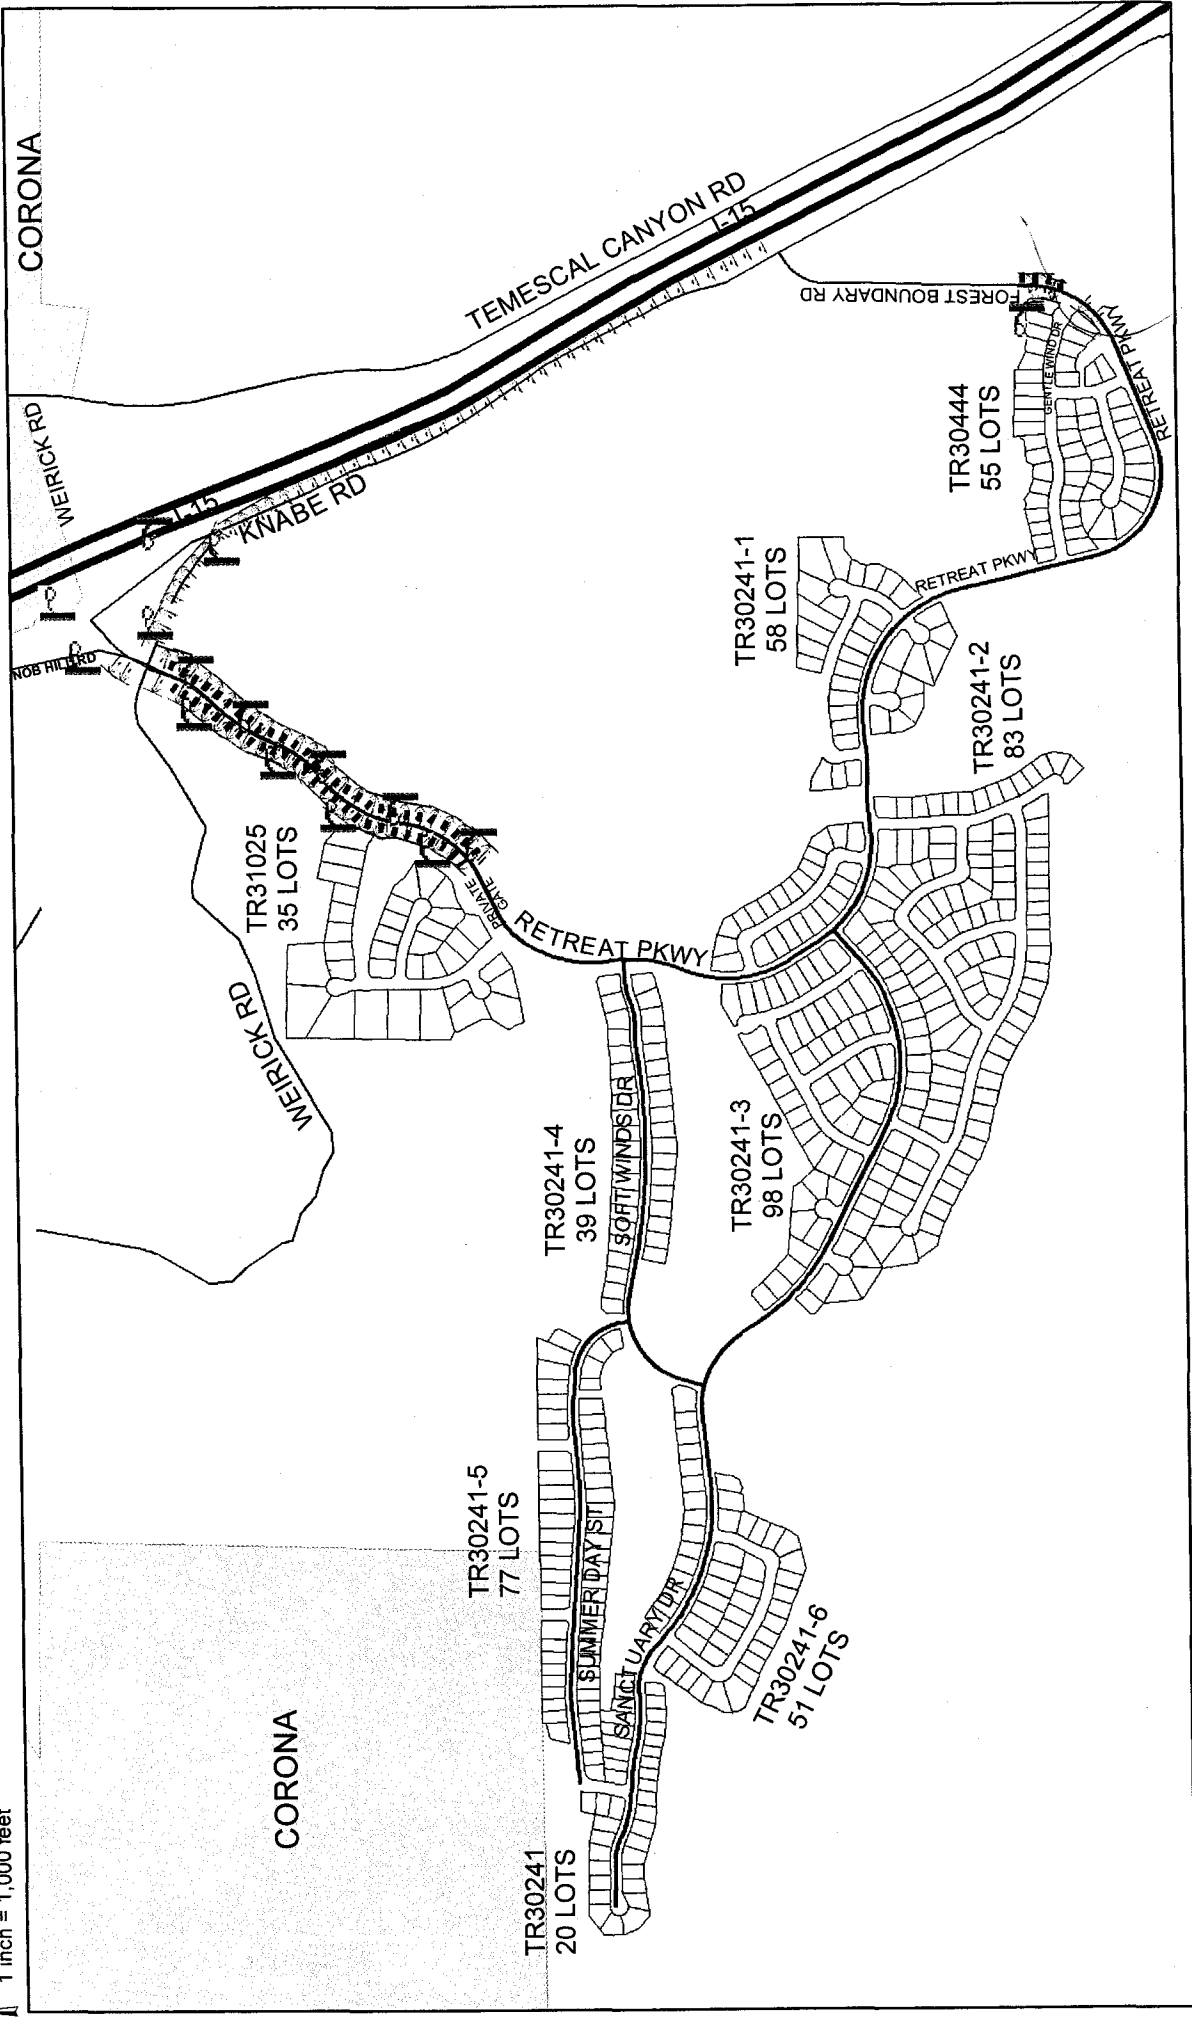 1 inch = 1,000 feet
CORONA
WEIRICK RD
TEMESCAL CANYON RD
I-15
I-15
KNABE RD
NOB HILL RD
FOREST BOUNDARY RD
GENTLE WIND DR
RETREAT PKWY
TR30444
55 LOTS
TR30241-1
58 LOTS
RETREAT PKWY
TR30241-2
83 LOTS
TR31025
35 LOTS
PRIVATE
GATE
RETREAT PKWY
WEIRICK RD
TR30241-4
39 LOTS
SOFT WINDS DR
TR30241-3
98 LOTS
TR30241-5
77 LOTS
SUMMER DAY ST
SANCTUARY DR
TR30241-6
51 LOTS
CORONA
TR30241
20 LOTS